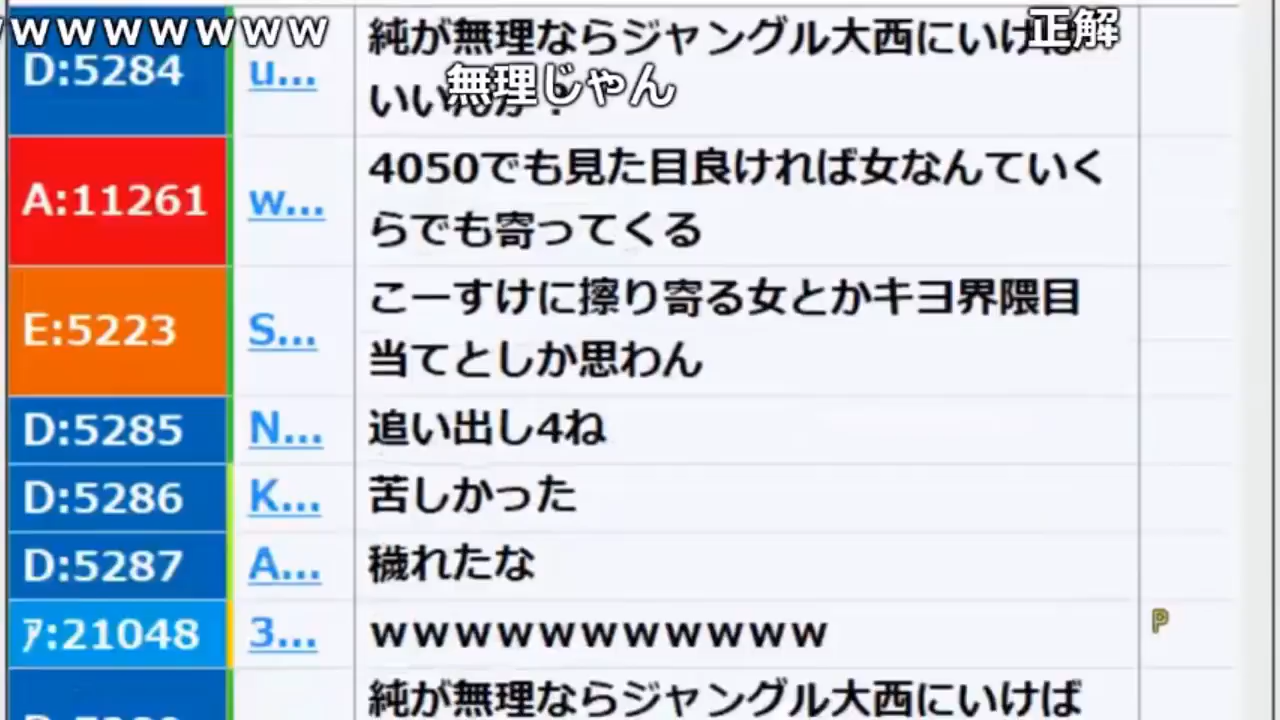 wwwwwwww
正解
D:5284 u... 純が無理ならジャングル大西にいけば
無理じゃん
いいんか？
A:11261 w... 4050でも見た目良ければ女なんていく
らでも寄ってくる
E:5223 S... こーすけに擦り寄る女とかキヨ界隈目
当てとしか思わん
D:5285 N... 追い出し4ね
D:5286 K... 苦しかった
D:5287 A... 穢れたな
ｱ:21048 3... wwwwwwwwwwwww P
純が無理ならジャングル大西にいけば